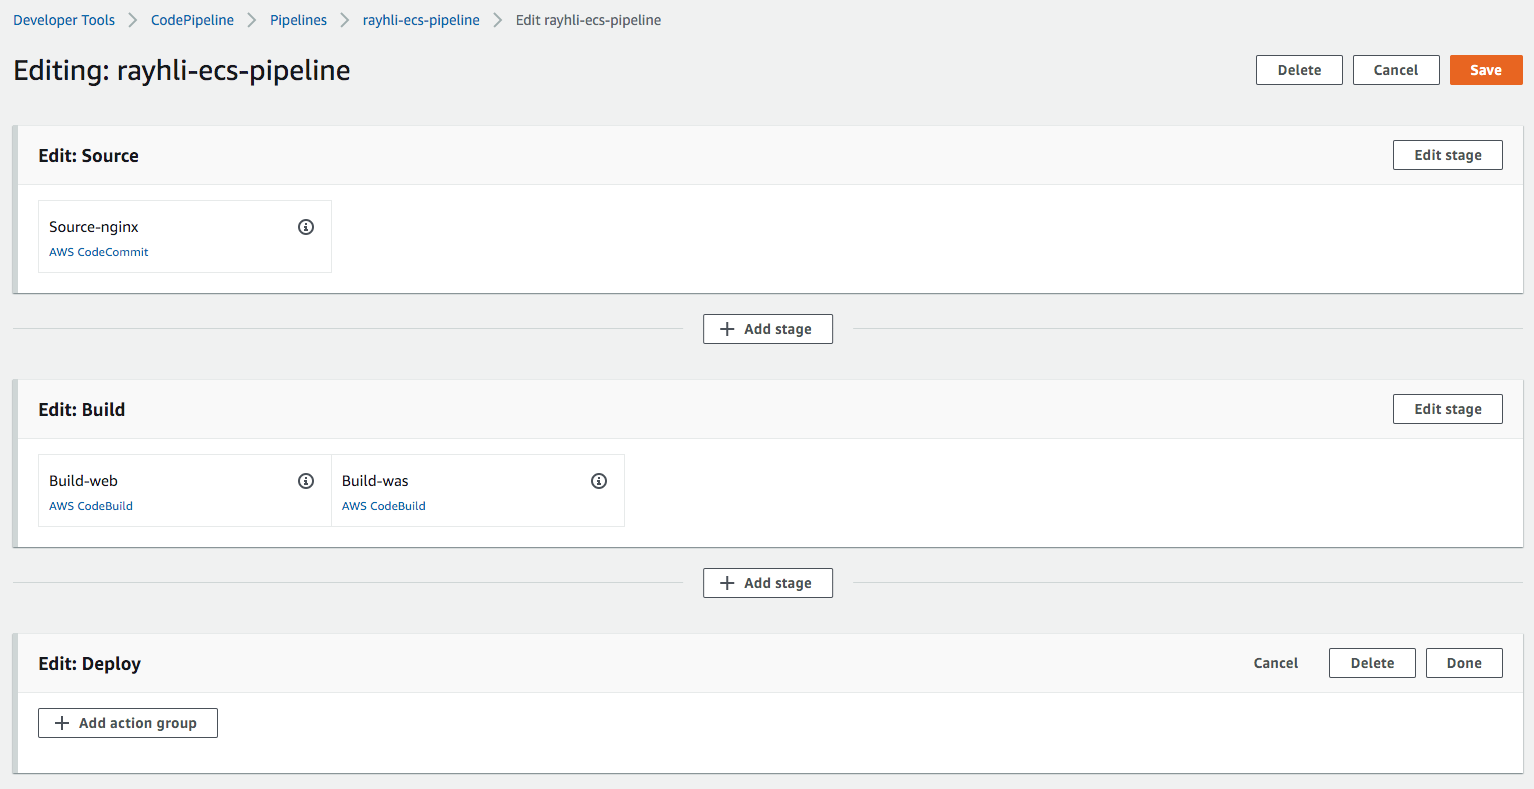 Developer Tools > CodePipeline > Pipelines > rayhli-ecs-pipeline > Edit rayhli-ecs-pipeline
Editing: rayhli-ecs-pipeline
Delete Cancel Save
Edit: Source
Edit stage
Source-nginx
AWS CodeCommit
+ Add stage
Edit: Build
Edit stage
Build-web Build-was
AWS CodeBuild AWS CodeBuild
+ Add stage
Edit: Deploy
Cancel Delete Done
+ Add action group